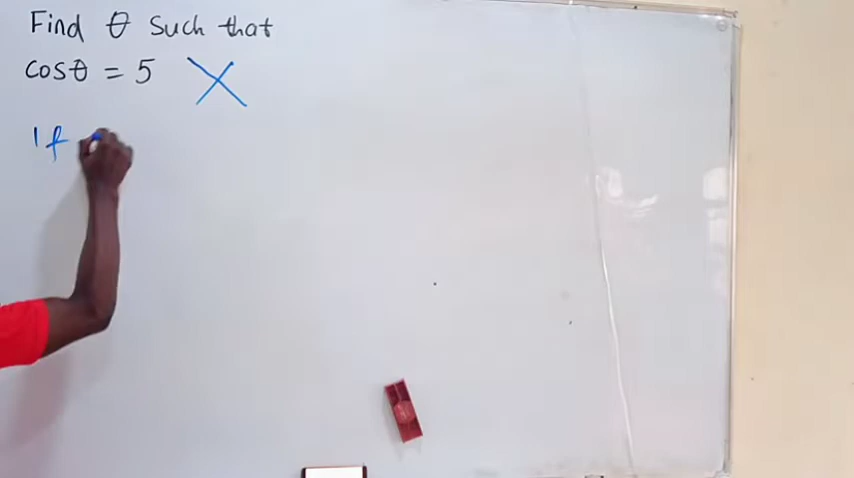 Find θ such that
cosθ = 5
If